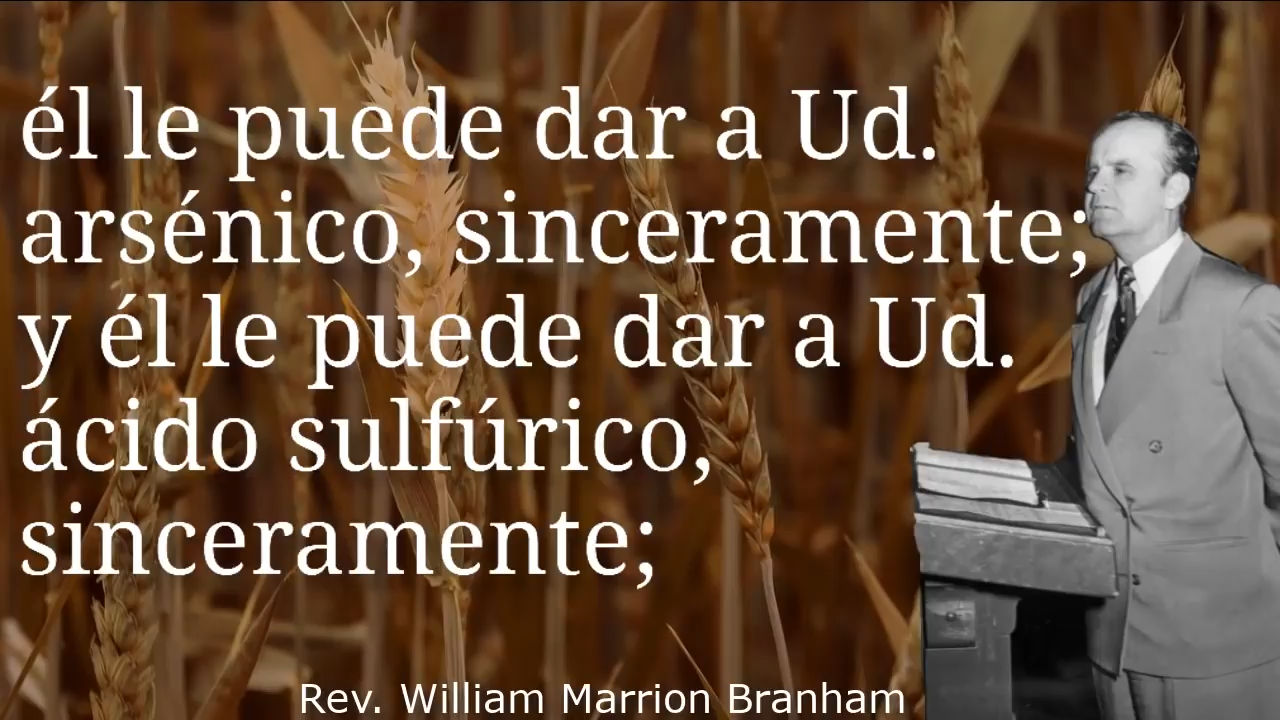 él le puede dar a Ud.
arsénico, sinceramente;
y él le puede dar a Ud.
ácido sulfúrico,
sinceramente;
Rev. William Marrion Branham